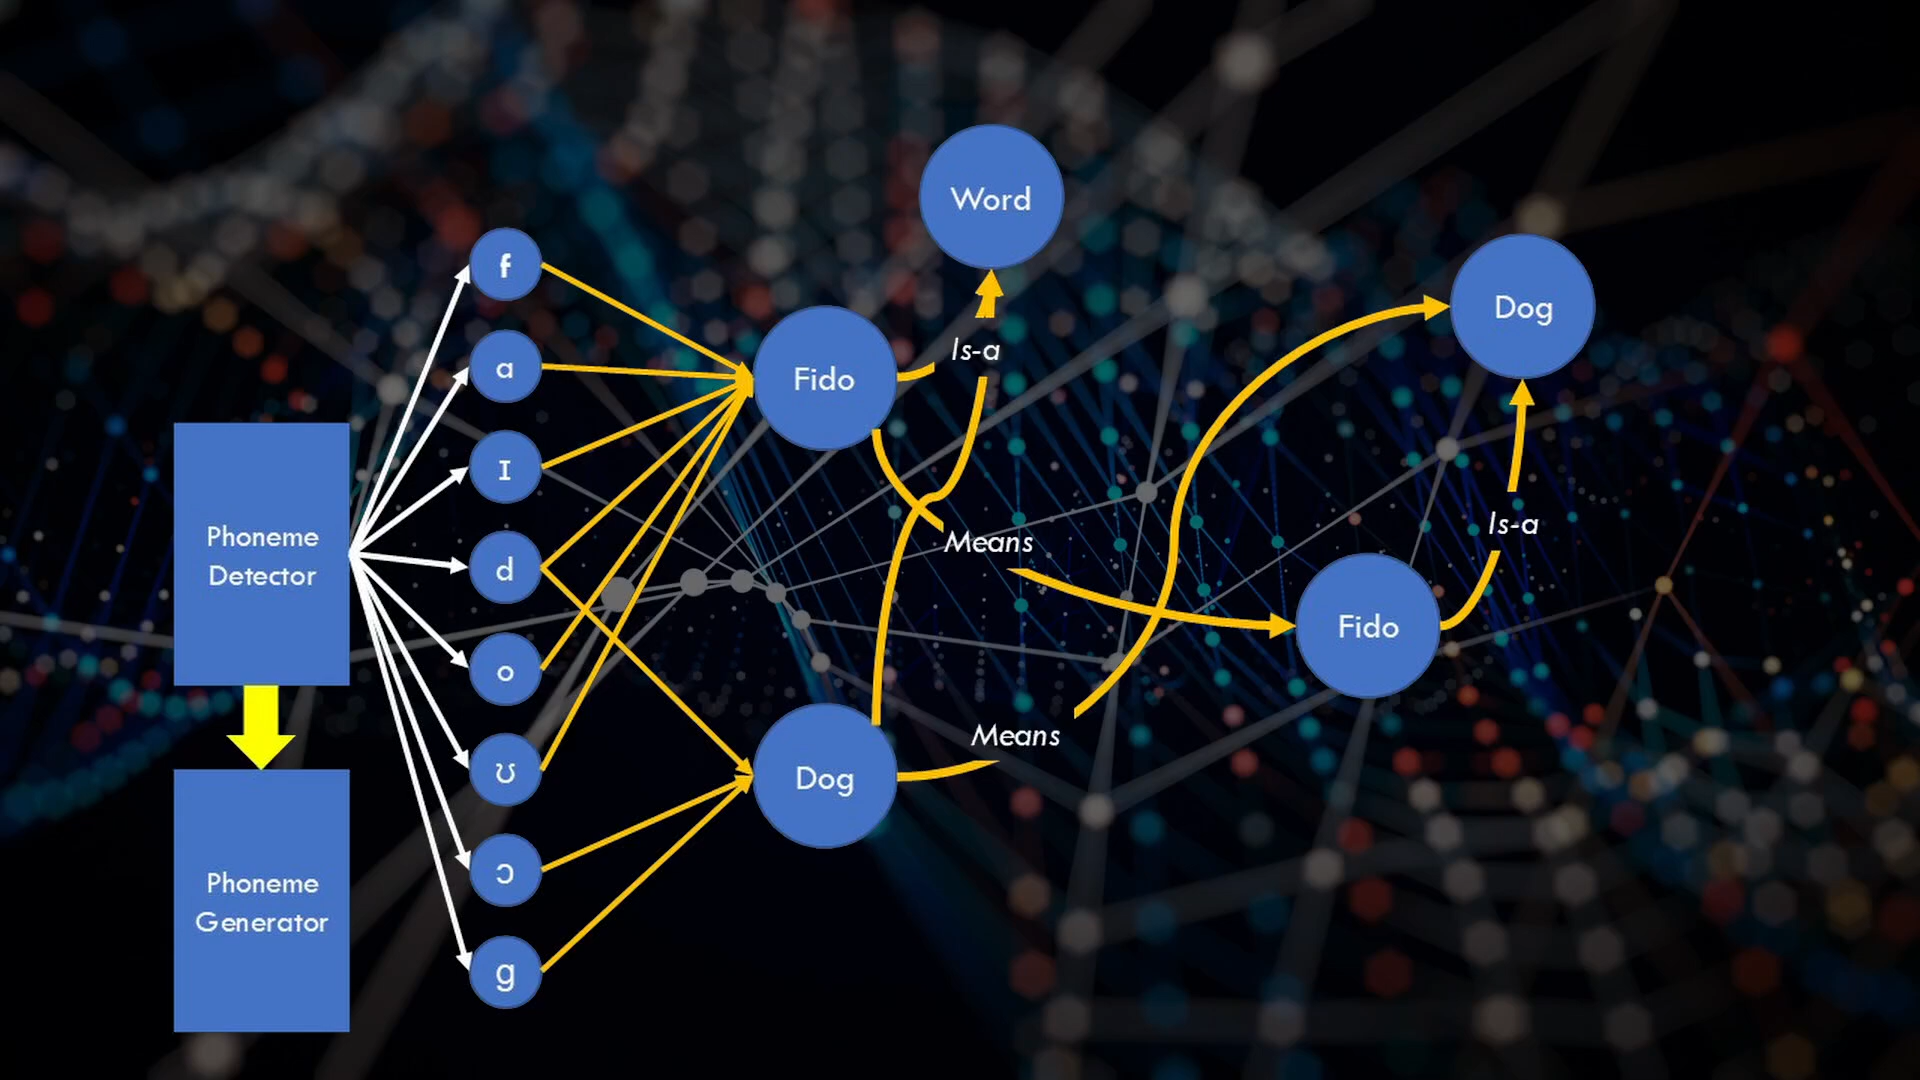 Phoneme
Detector
Phoneme
Generator
f
a
ɪ
d
o
ʊ
ɔ
g
Fido
Dog
Word
Is-a
Means
Means
Fido
Is-a
Dog